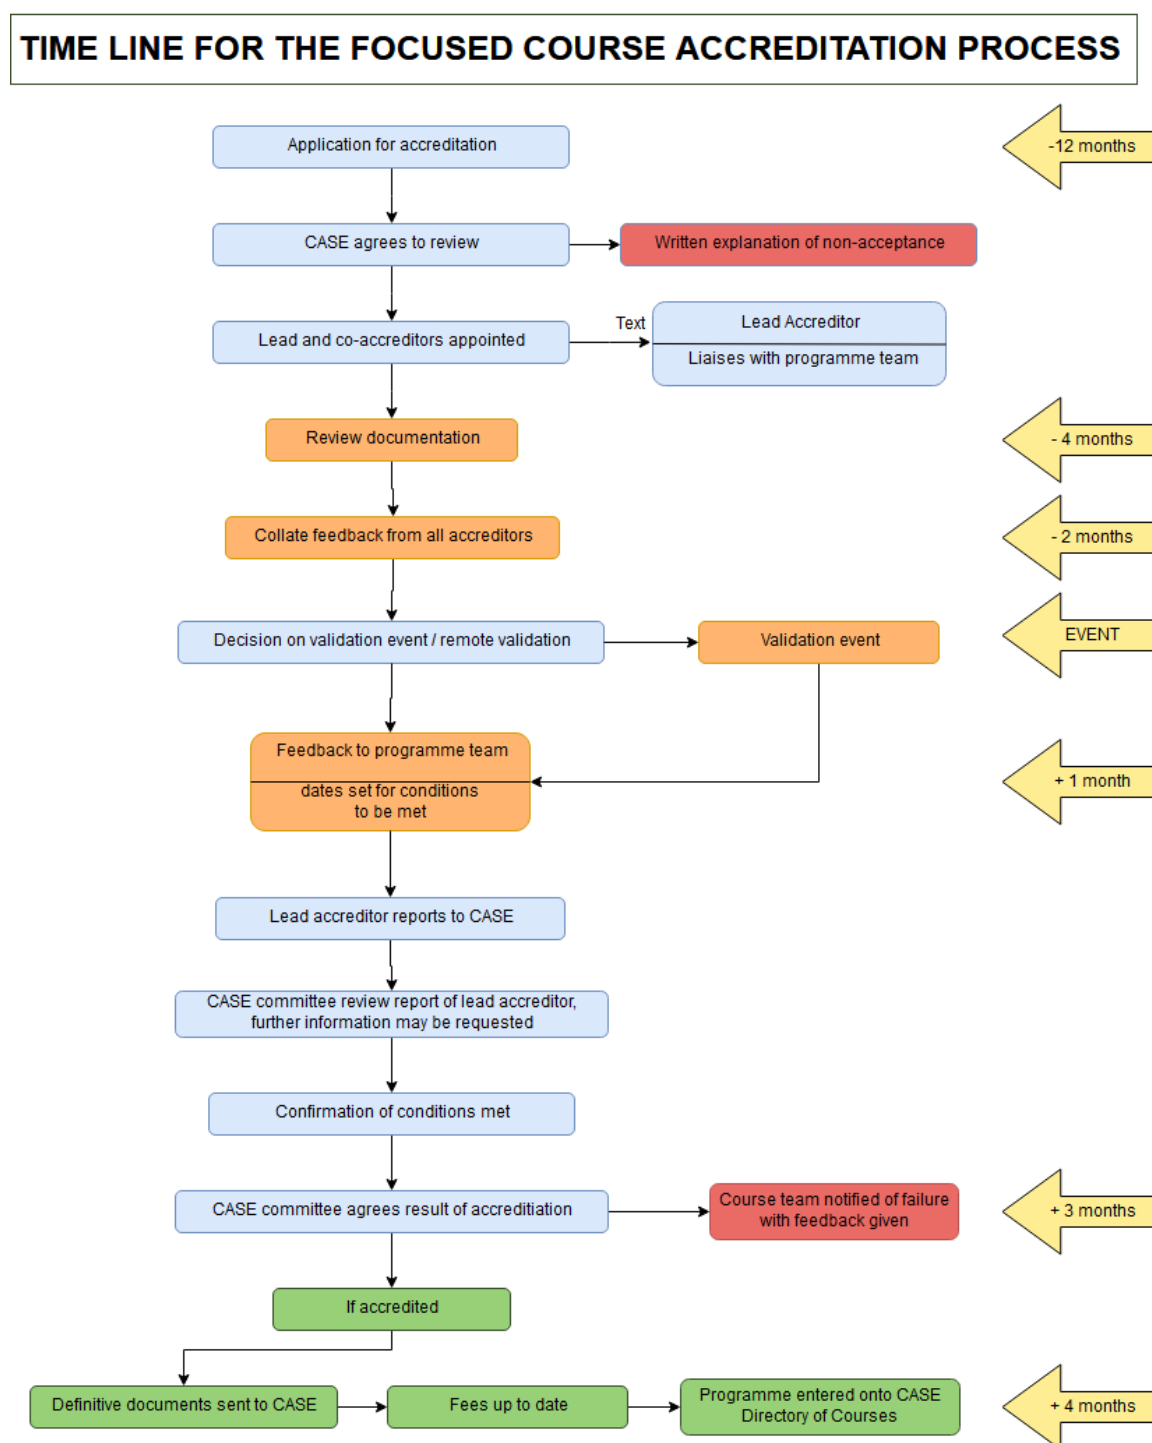 TIME LINE FOR THE FOCUSED COURSE ACCREDITATION PROCESS
Application for accreditation
-12 months
CASE agrees to review
Written explanation of non-acceptance
Lead and co-accreditors appointed
Text
Lead Accreditor
Liaises with programme team
Review documentation
- 4 months
Collate feedback from all accreditors
- 2 months
Decision on validation event / remote validation
Validation event
EVENT
Feedback to programme team
dates set for conditions
to be met
+ 1 month
Lead accreditor reports to CASE
CASE committee review report of lead accreditor,
further information may be requested
Confirmation of conditions met
CASE committee agrees result of accreditiation
Course team notified of failure
with feedback given
+ 3 months
If accredited
Definitive documents sent to CASE
Fees up to date
Programme entered onto CASE
Directory of Courses
+ 4 months